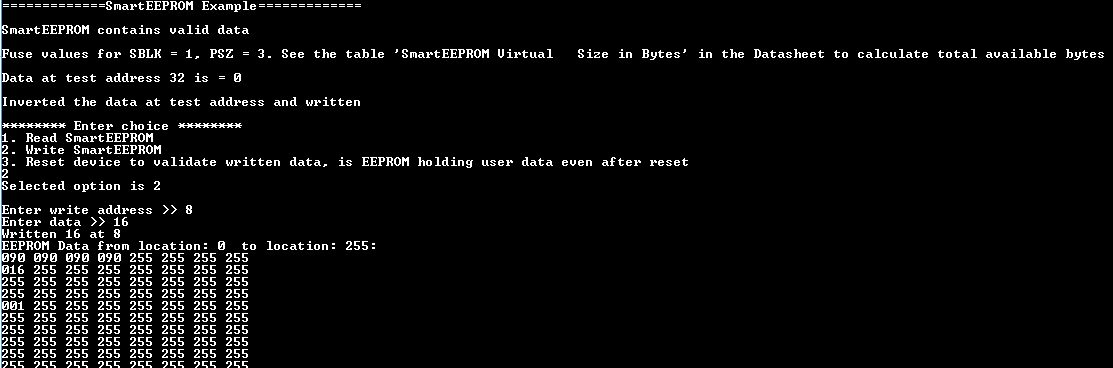 =============SmartEEPROM Example=============
SmartEEPROM contains valid data
Fuse values for SBLK = 1, PSZ = 3. See the table 'SmartEEPROM Virtual   Size in Bytes' in the Datasheet to calculate total available bytes
Data at test address 32 is = 0
Inverted the data at test address and written
******** Enter choice ********
1. Read SmartEEPROM
2. Write SmartEEPROM
3. Reset device to validate written data, is EEPROM holding user data even after reset
2
Selected option is 2
Enter write address >> 8
Enter data >> 16
Written 16 at 8
EEPROM Data from location: 0  to location: 255:
090 090 090 090 255 255 255 255
016 255 255 255 255 255 255 255
255 255 255 255 255 255 255 255
255 255 255 255 255 255 255 255
001 255 255 255 255 255 255 255
255 255 255 255 255 255 255 255
255 255 255 255 255 255 255 255
255 255 255 255 255 255 255 255
255 255 255 255 255 255 255 255
255 255 255 255 255 255 255 255